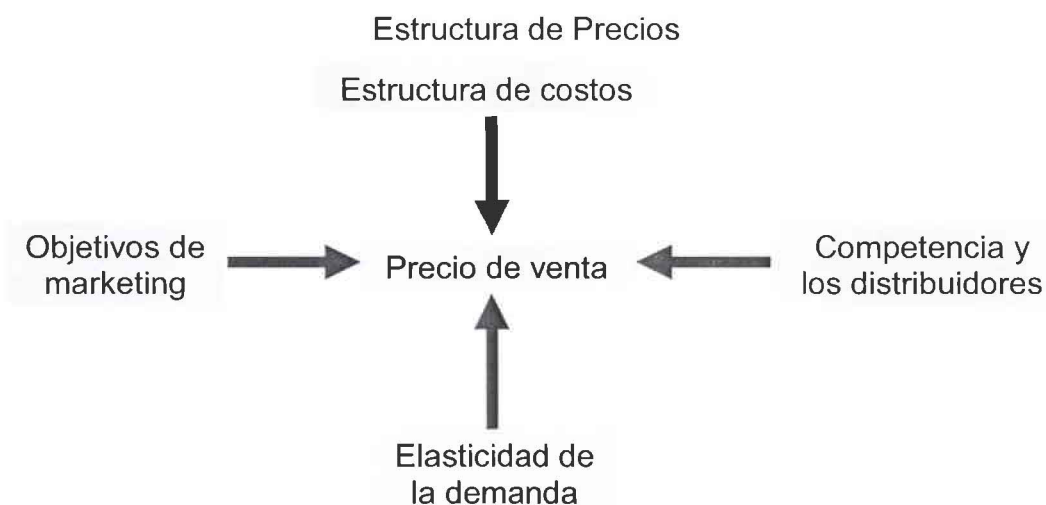 Estructura de Precios
Estructura de costos
Objetivos de
marketing
Precio de venta
Competencia y
los distribuidores
Elasticidad de
la demanda